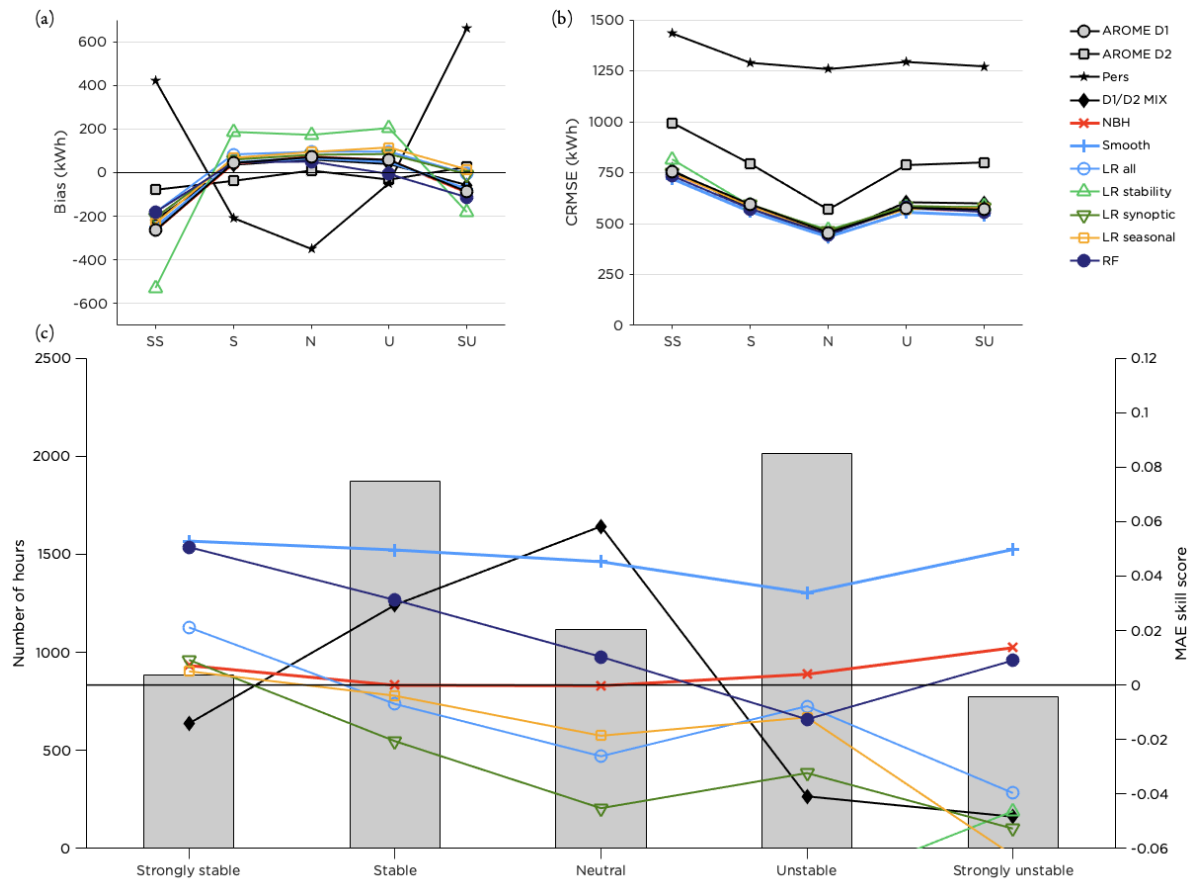 (a)
600
400
200
0
-200
-400
-600
Bias (kWh)
SS S N U SU
(b)
1500
1250
1000
750
500
250
0
CRMSE (kWh)
SS S N U SU
AROME D1
AROME D2
Pers
D1/D2 MIX
NBH
Smooth
LR all
LR stability
LR synoptic
LR seasonal
RF
(c)
2500
2000
1500
1000
500
0
Number of hours
0.12
0.1
0.08
0.06
0.04
0.02
0
-0.02
-0.04
-0.06
MAE skill score
Strongly stable Stable Neutral Unstable Strongly unstable